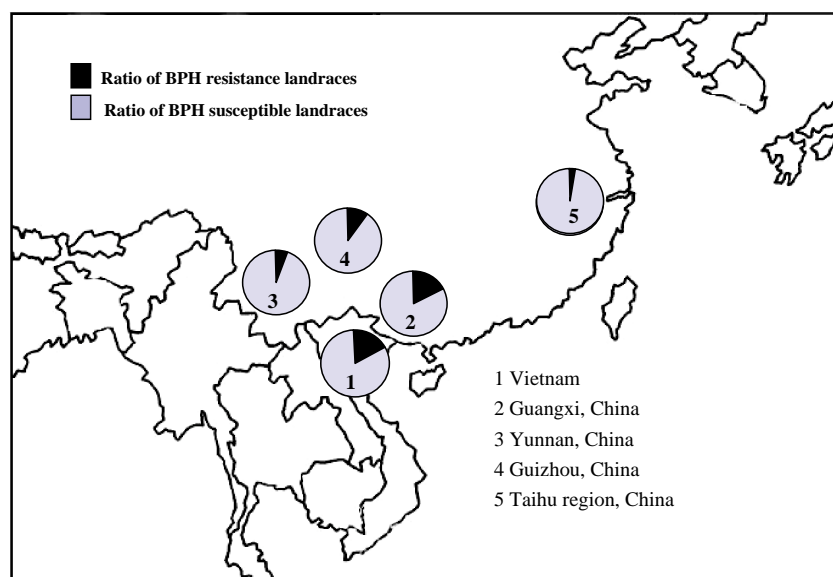 Ratio of BPH resistance landraces
Ratio of BPH susceptible landraces
5
4
3
2
1
1 Vietnam
2 Guangxi, China
3 Yunnan, China
4 Guizhou, China
5 Taihu region, China